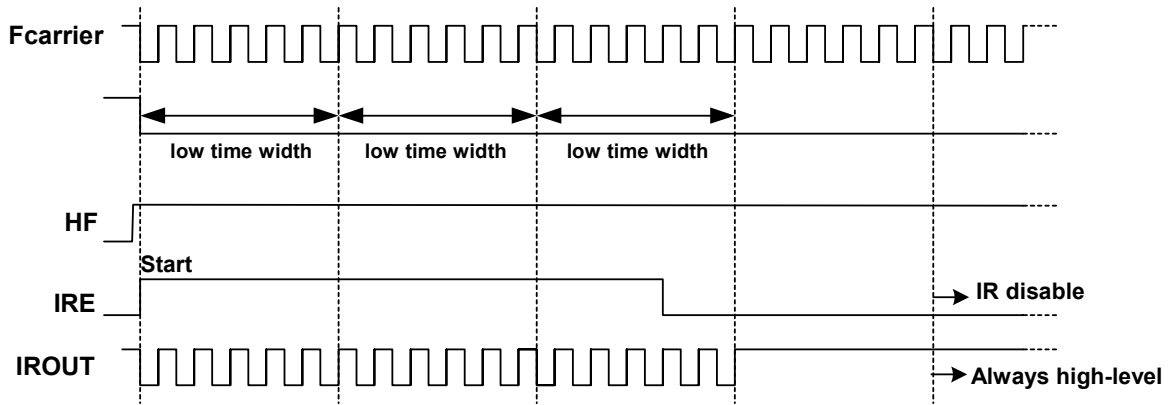 Fcarrier
low time width low time width low time width
HF
Start
IRE
IR disable
IROUT
Always high-level